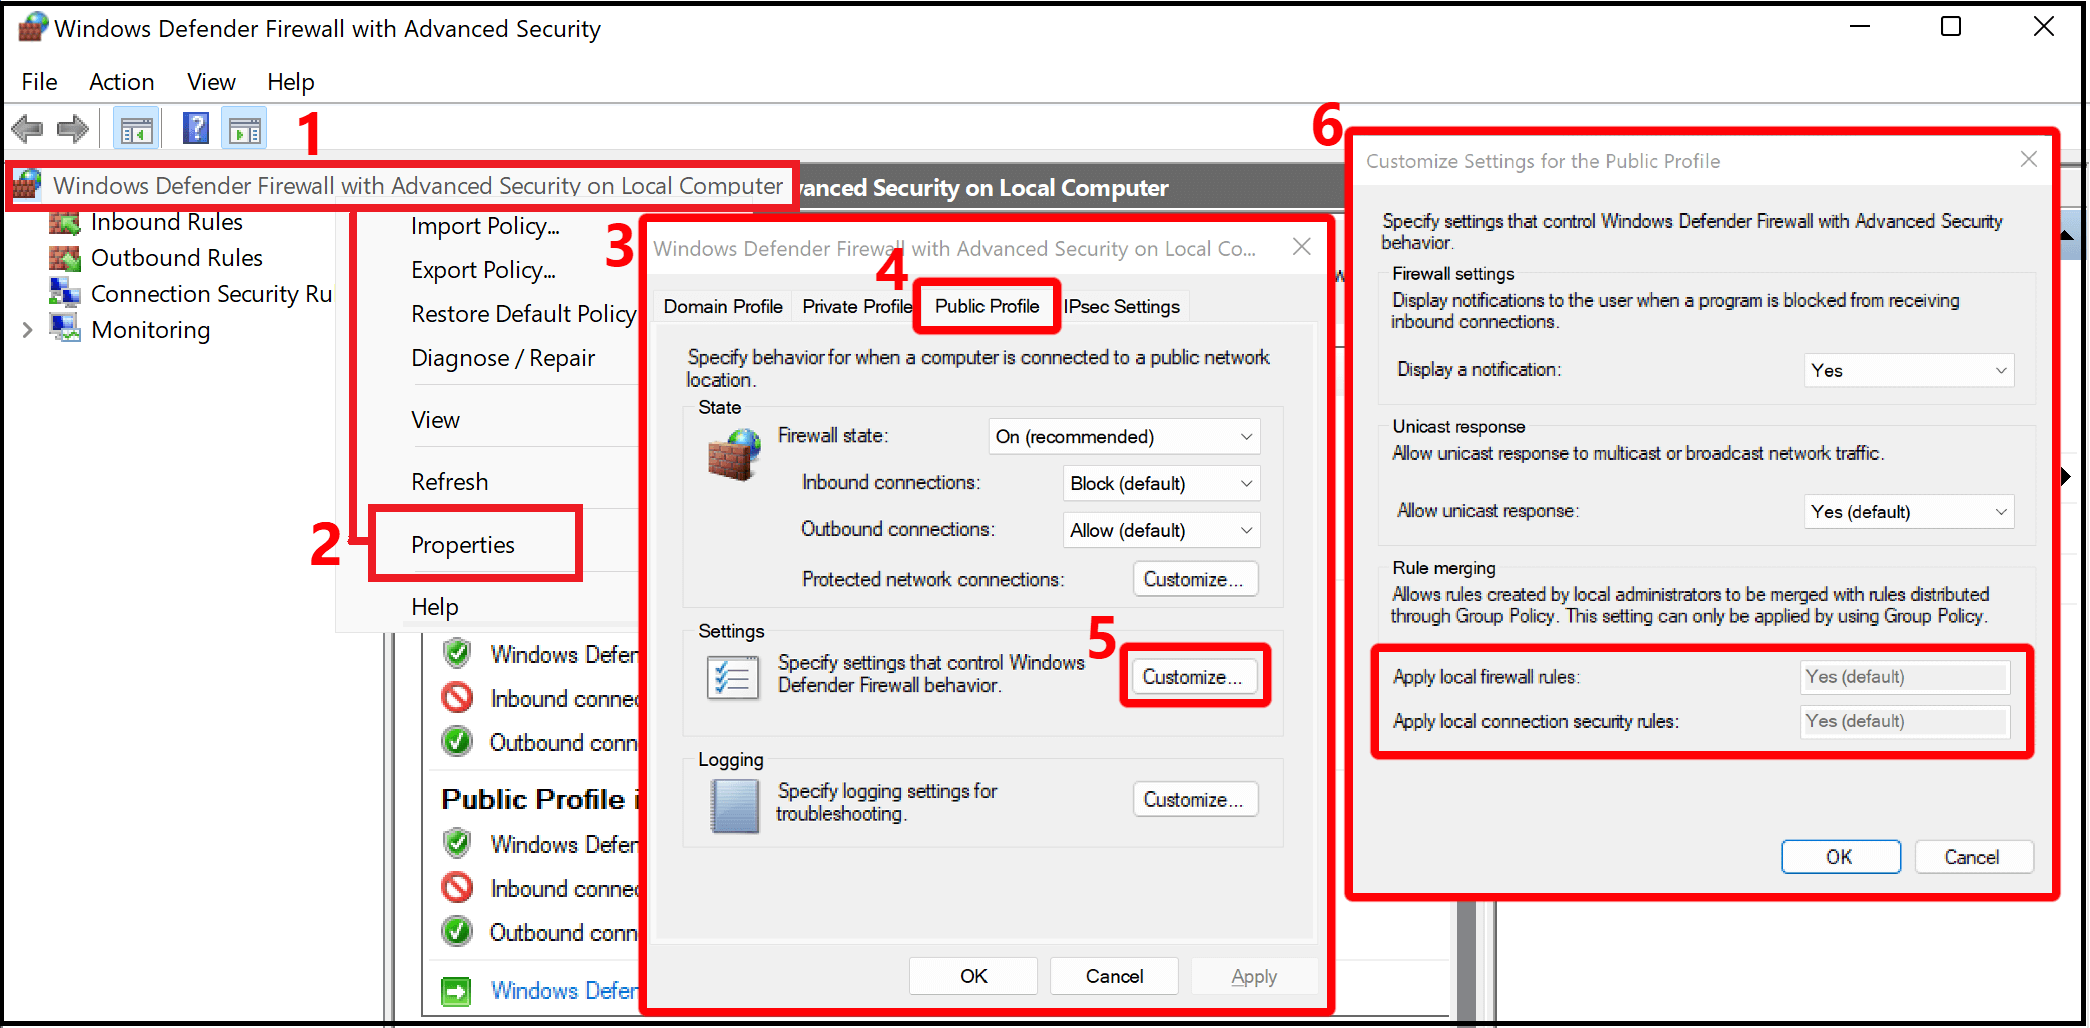 Windows Defender Firewall with Advanced Security
File Action View Help
1
Windows Defender Firewall with Advanced Security on Local Computer
Inbound Rules
Outbound Rules
Connection Security Ru
Monitoring
Import Policy...
Export Policy...
Restore Default Policy
Diagnose / Repair
View
Refresh
2
Properties
Help
Windows Defen
Inbound connec
Outbound conn
Public Profile i
Windows Defen
Inbound connec
Outbound conn
Windows Defen
vanced Security on Local Computer
3
Windows Defender Firewall with Advanced Security on Local Co...
4
Domain Profile Private Profile Public Profile IPsec Settings
Specify behavior for when a computer is connected to a public network
location.
State
Firewall state: On (recommended)
Inbound connections: Block (default)
Outbound connections: Allow (default)
Protected network connections: Customize...
Settings
5
Specify settings that control Windows
Defender Firewall behavior.
Customize...
Logging
Specify logging settings for
troubleshooting.
Customize...
OK Cancel Apply
6
Customize Settings for the Public Profile
Specify settings that control Windows Defender Firewall with Advanced Security
behavior.
Firewall settings
Display notifications to the user when a program is blocked from receiving
inbound connections.
Display a notification: Yes
Unicast response
Allow unicast response to multicast or broadcast network traffic.
Allow unicast response: Yes (default)
Rule merging
Allows rules created by local administrators to be merged with rules distributed
through Group Policy. This setting can only be applied by using Group Policy.
Apply local firewall rules: Yes (default)
Apply local connection security rules: Yes (default)
OK Cancel